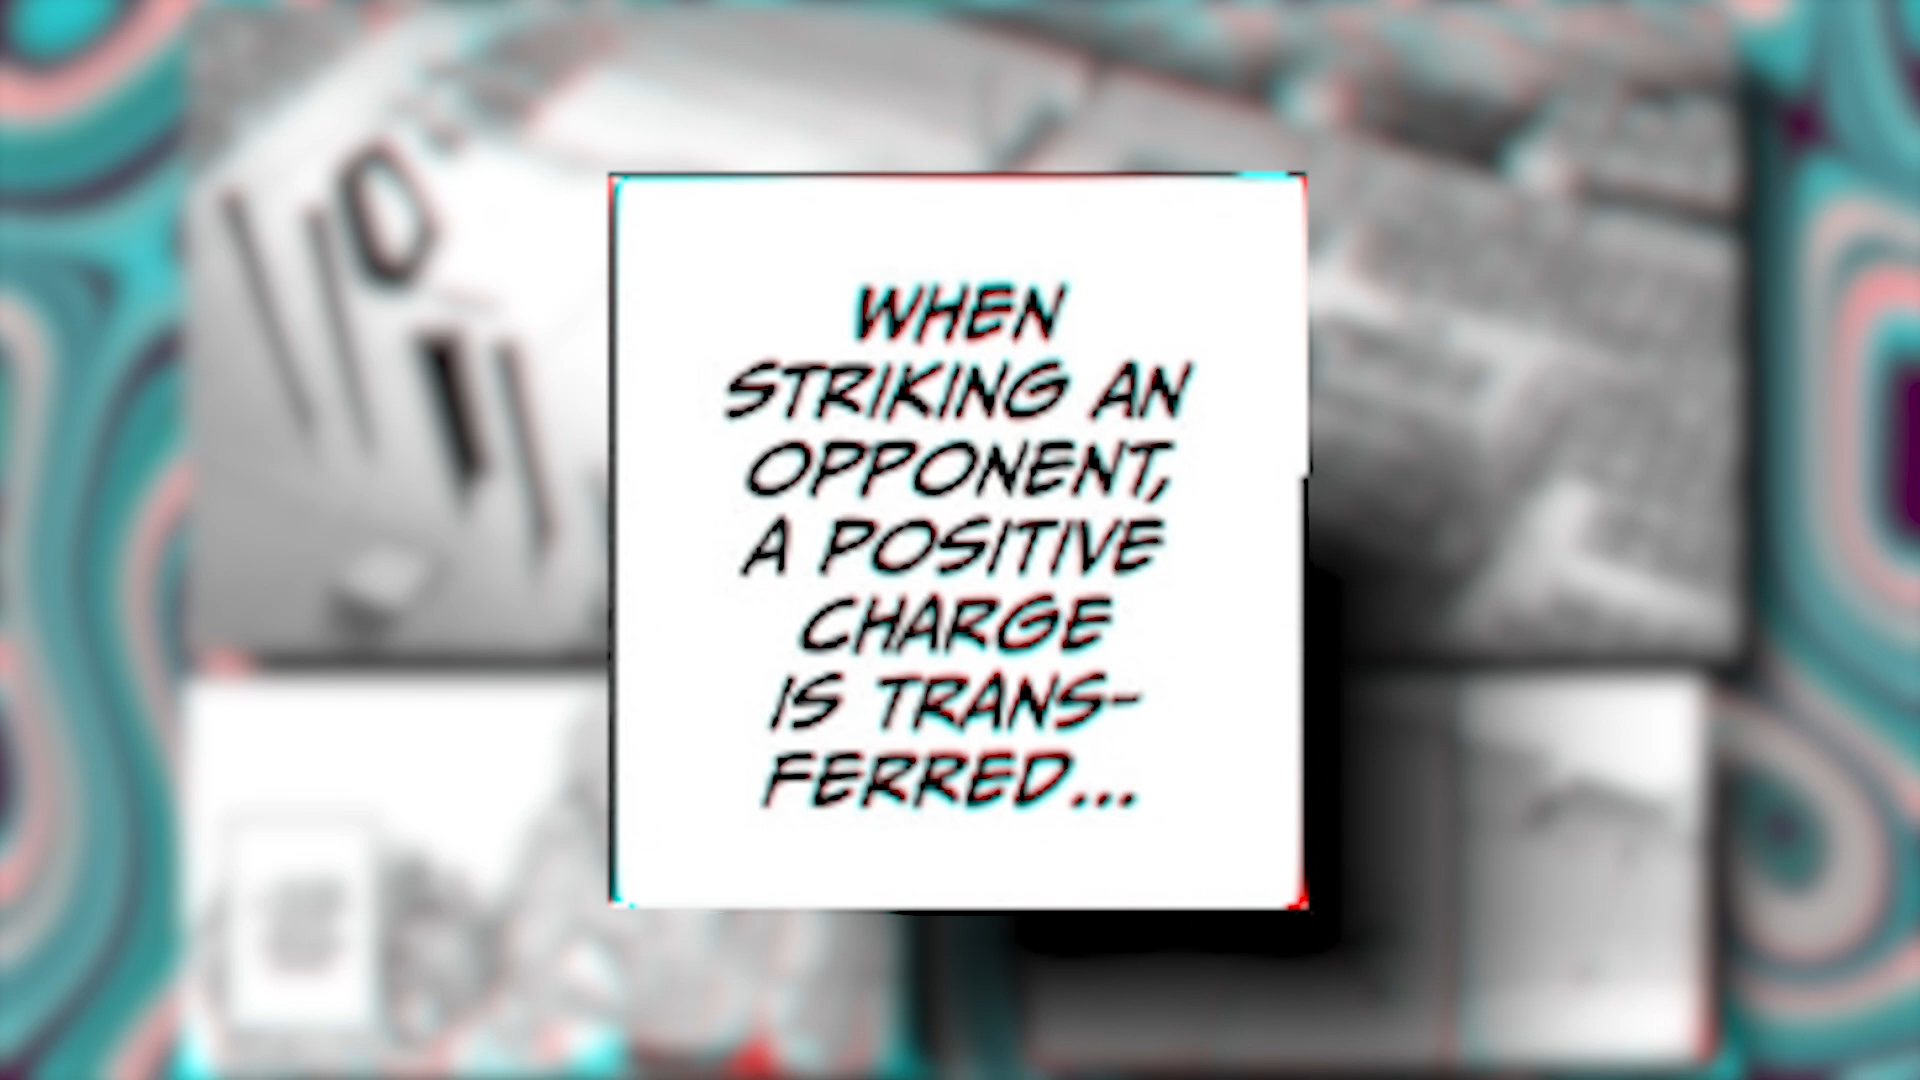 WHEN
STRIKING AN
OPPONENT,
A POSITIVE
CHARGE
IS TRANS-
FERRED...